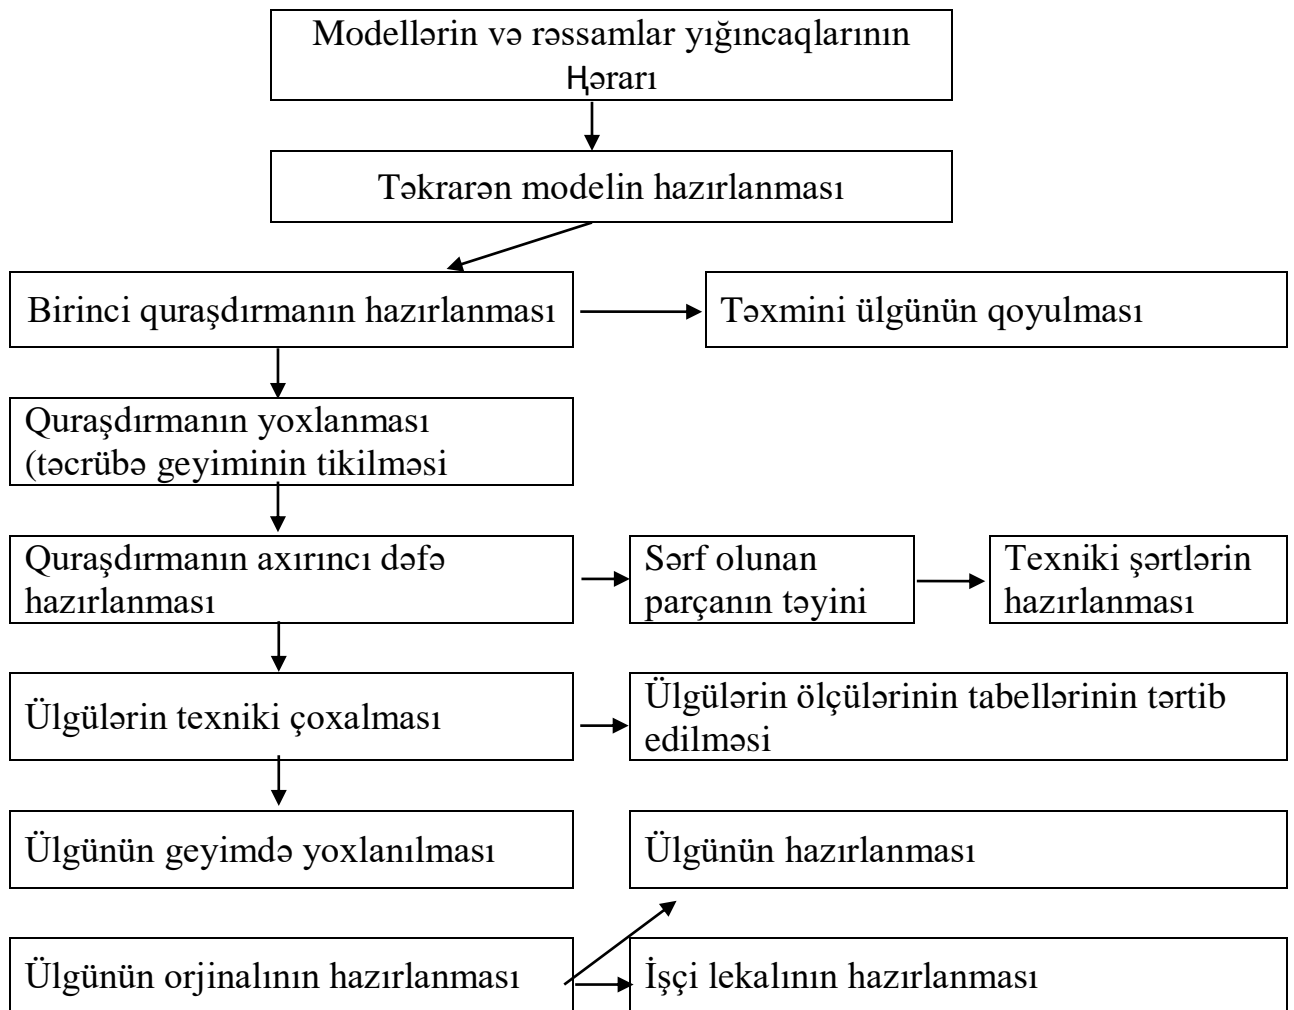 Modellərin və rəssamlar yığıncaqlarının
Ңərarı
Təkrarən modelin hazırlanması
Birinci quraşdırmanın hazırlanması
Təxmini ülgünün qoyulması
Quraşdırmanın yoxlanması
(təcrübə geyiminin tikilməsi
Quraşdırmanın axırıncı dəfə
hazırlanması
Sərf olunan
parçanın təyini
Texniki şərtlərin
hazırlanması
Ülgülərin texniki çoxalması
Ülgülərin ölçülərinin tabellərinin tərtib
edilməsi
Ülgünün geyimdə yoxlanılması
Ülgünün hazırlanması
Ülgünün orjinalının hazırlanması
İşçi lekalının hazırlanması